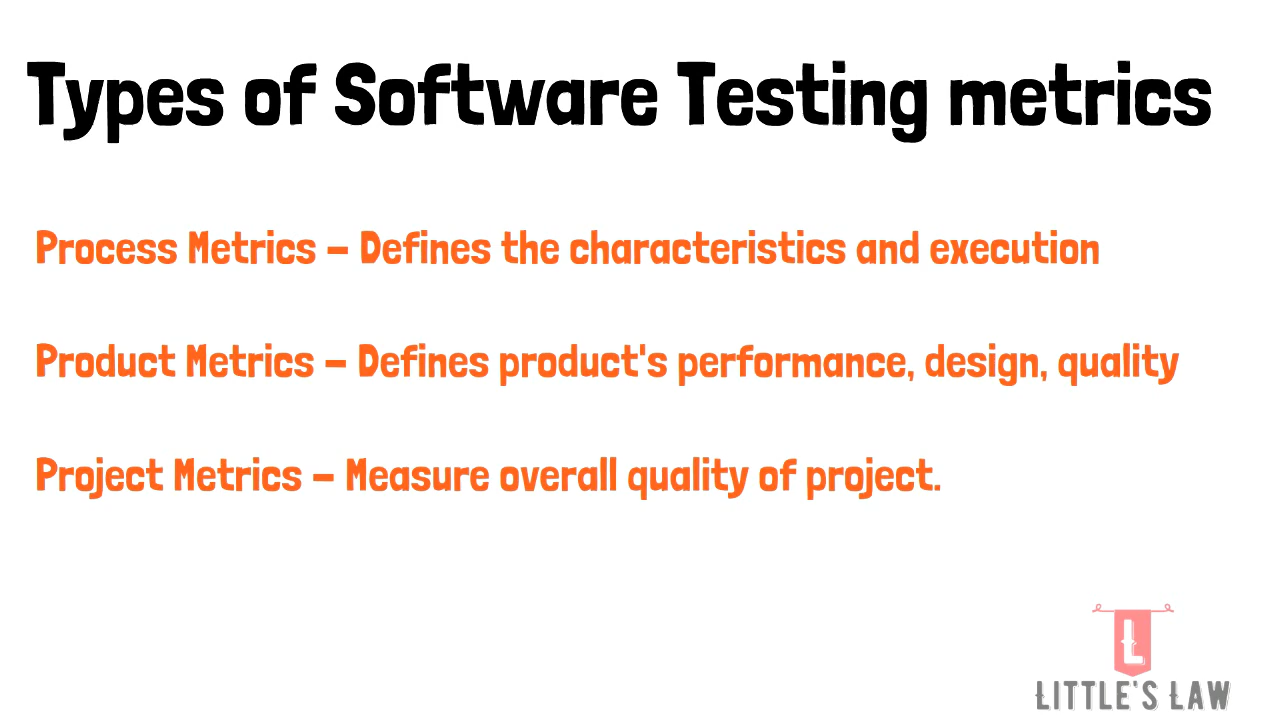 Types of Software Testing metrics
Process Metrics – Defines the characteristics and execution
Product Metrics – Defines product's performance, design, quality
Project Metrics – Measure overall quality of project.
L
LITTLE'S LAW